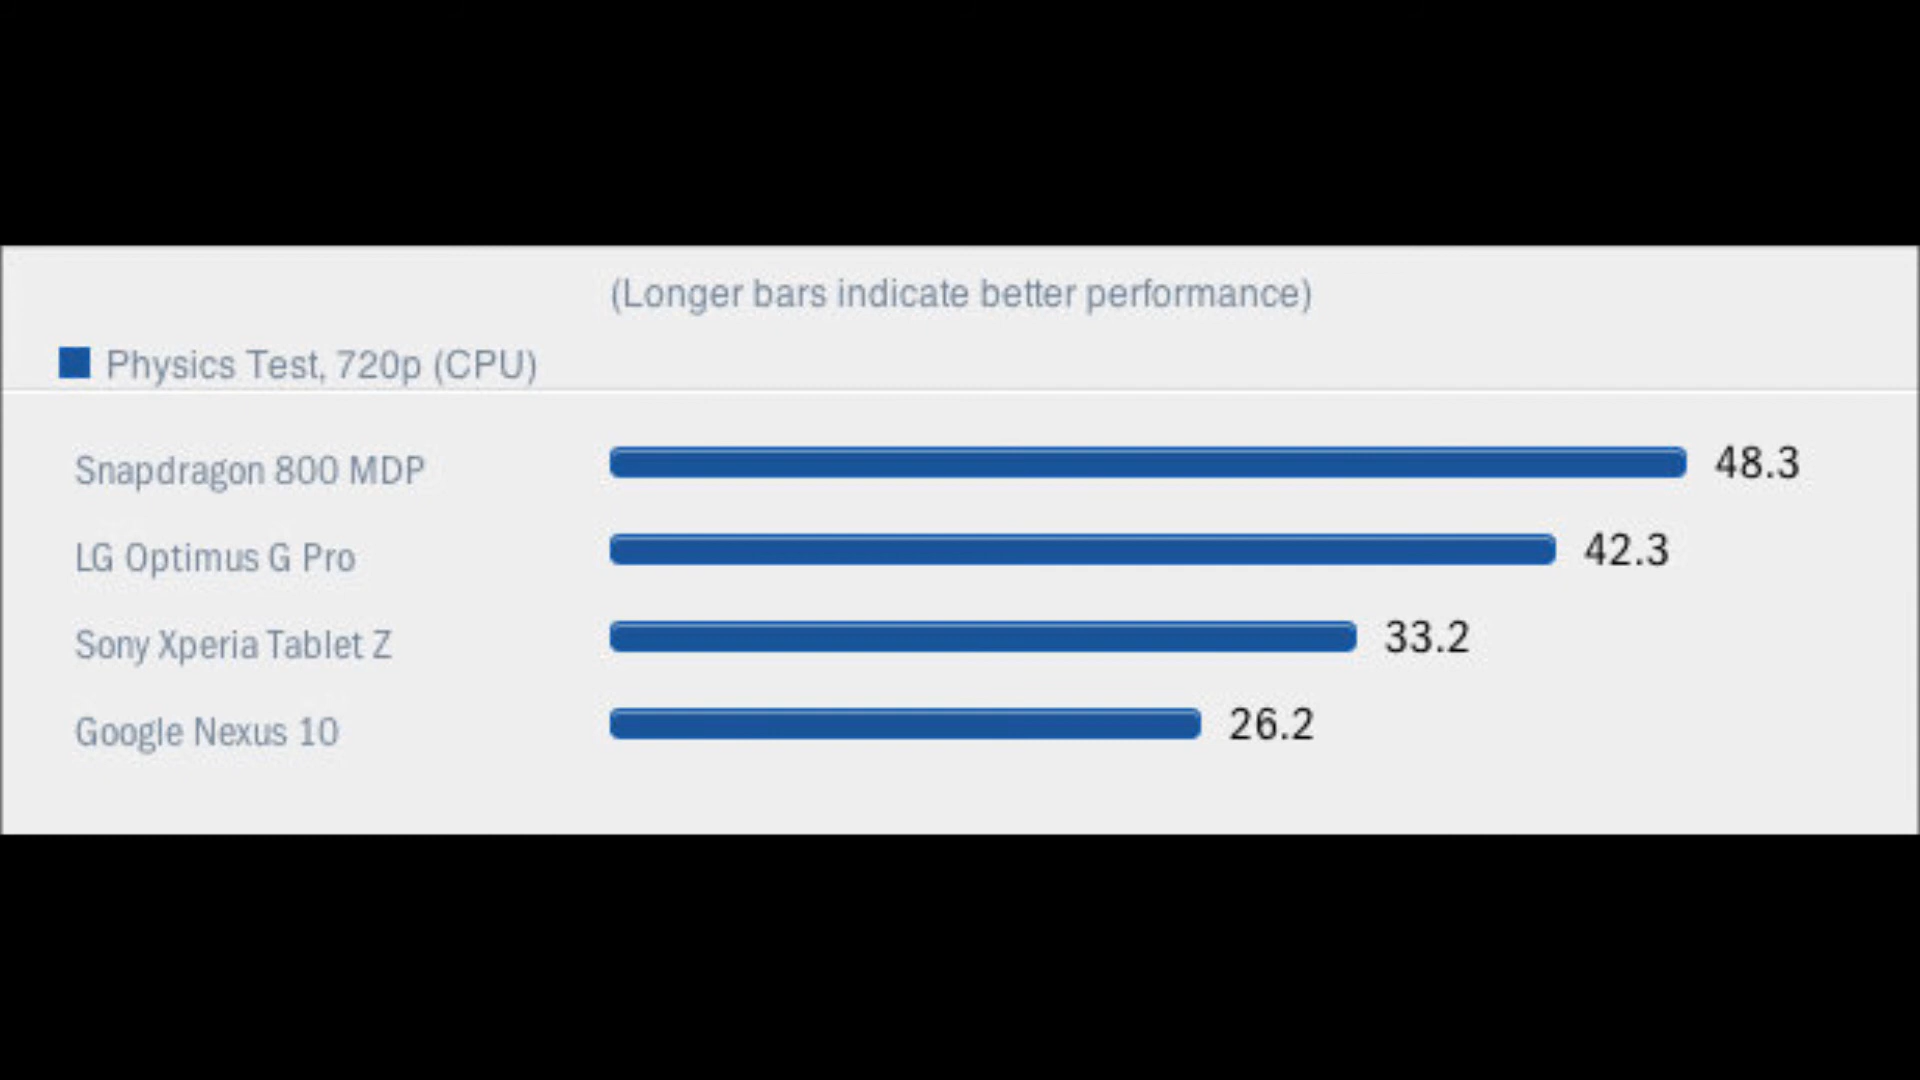 (Longer bars indicate better performance)
Physics Test, 720p (CPU)
Snapdragon 800 MDP 48.3
LG Optimus G Pro 42.3
Sony Xperia Tablet Z 33.2
Google Nexus 10 26.2